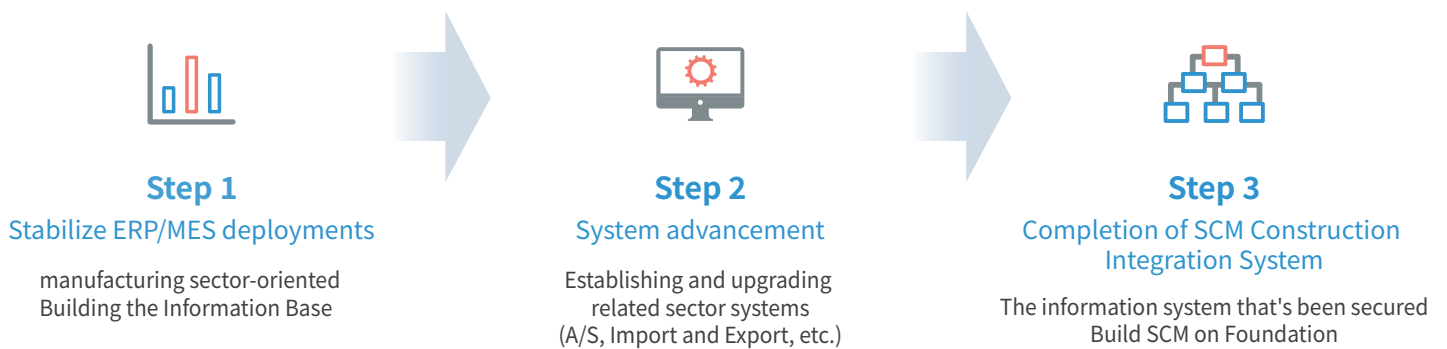 Step 1
Stabilize ERP/MES deployments
manufacturing sector-oriented
Building the Information Base
Step 2
System advancement
Establishing and upgrading
related sector systems
(A/S, Import and Export, etc.)
Step 3
Completion of SCM Construction
Integration System
The information system that's been secured
Build SCM on Foundation